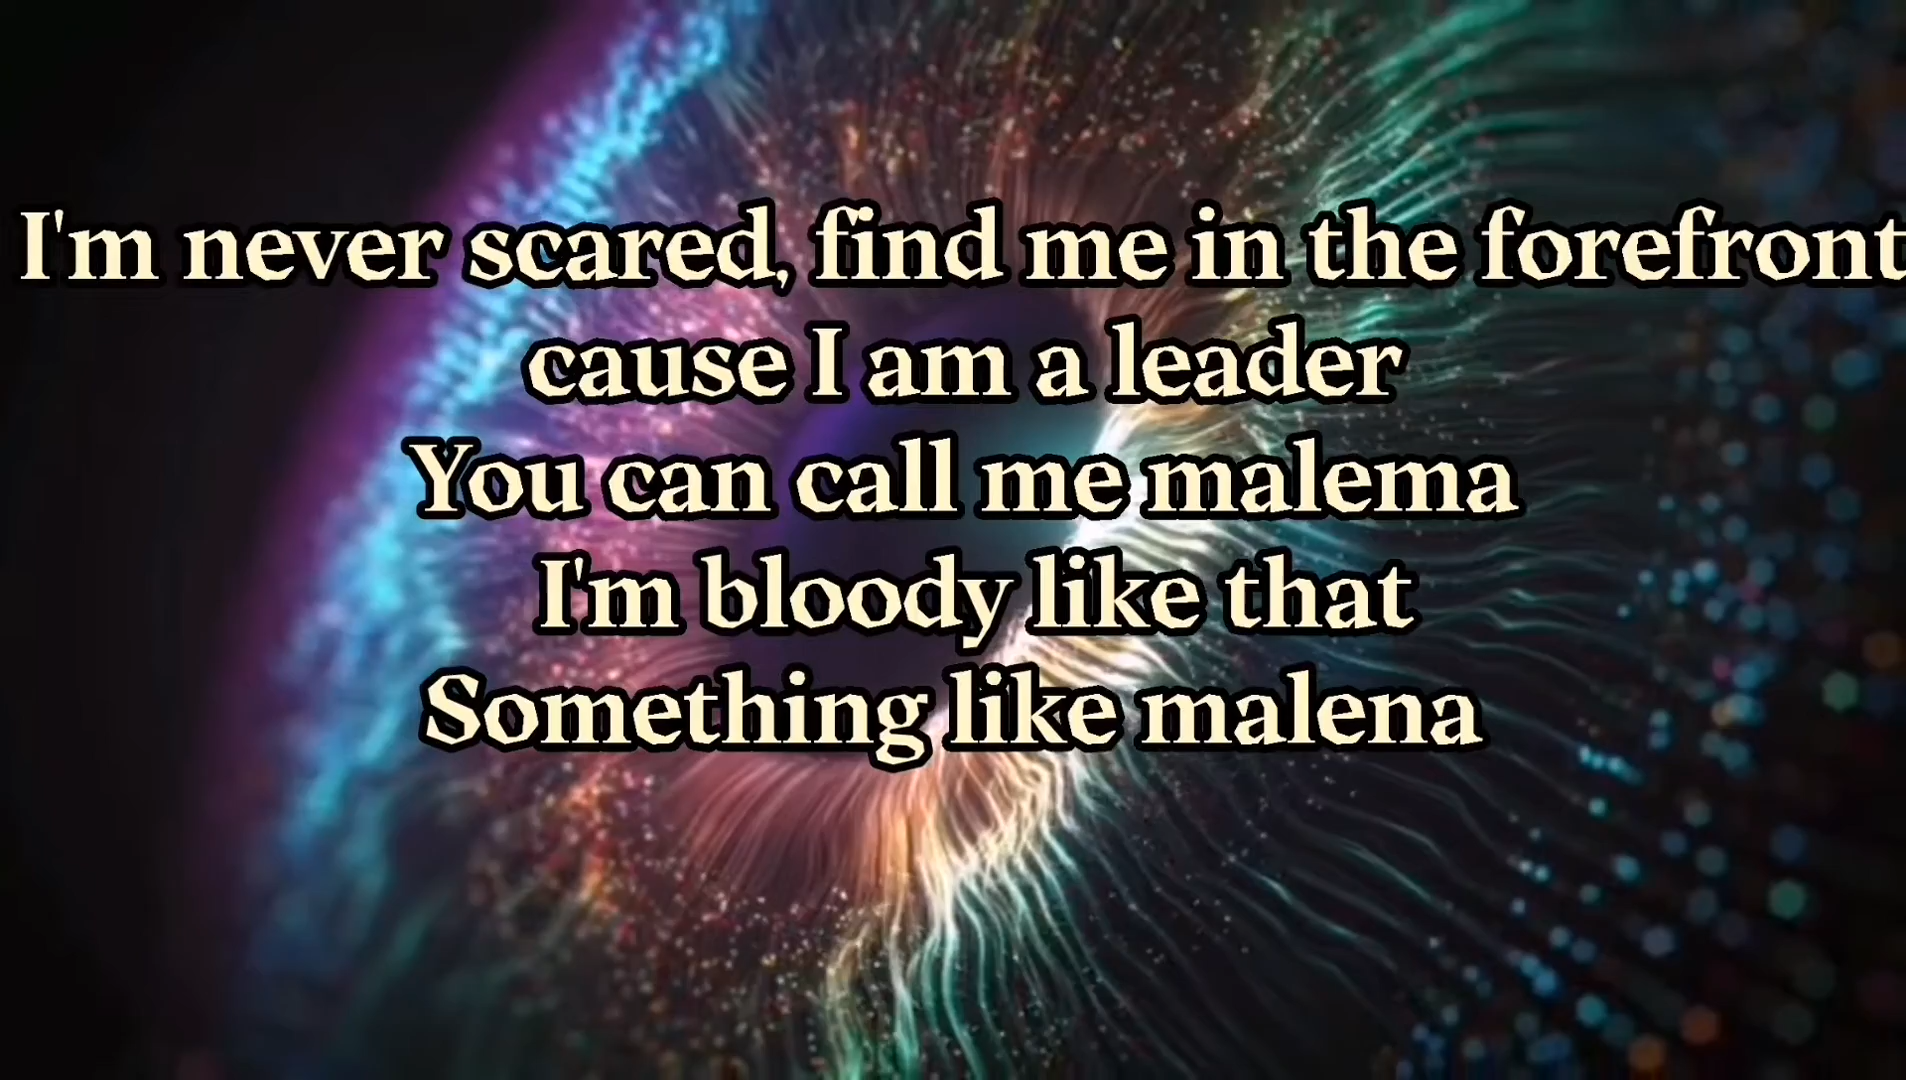 I'm never scared, find me in the forefront
cause I am a leader
You can call me malema
I'm bloody like that
Something like malena